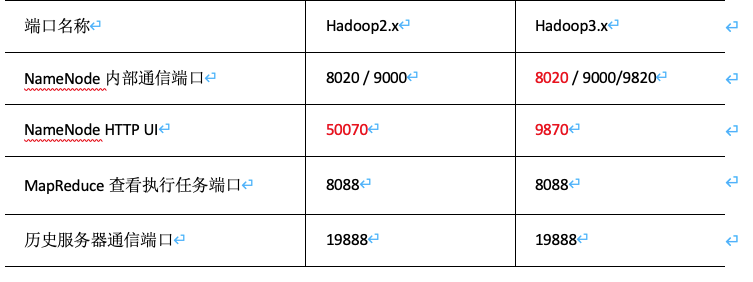 端口名称 Hadoop2.x Hadoop3.x
NameNode 内部通信端口 8020 / 9000 8020 / 9000/9820
NameNode HTTP UI 50070 9870
MapReduce 查看执行任务端口 8088 8088
历史服务器通信端口 19888 19888